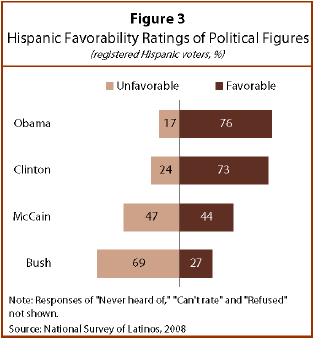 Figure 3
Hispanic Favorability Ratings of Political Figures
(registered Hispanic voters, %)
Unfavorable Favorable
Obama 17 76
Clinton 24 73
McCain 47 44
Bush 69 27
Note: Responses of "Never heard of," "Can't rate" and "Refused"
not shown.
Source: National Survey of Latinos, 2008